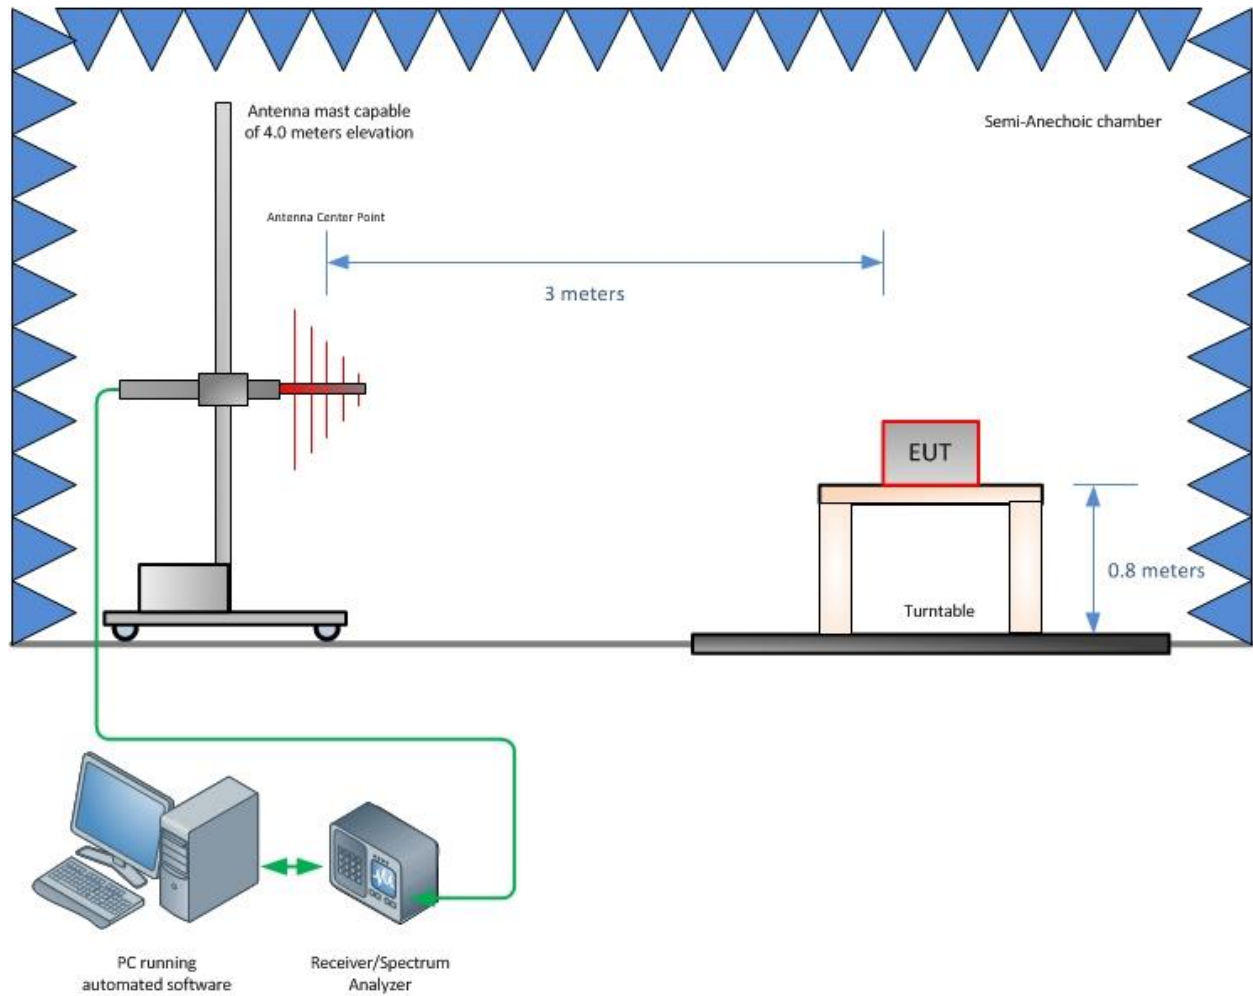 Antenna mast capable
of 4.0 meters elevation
Semi-Anechoic chamber
Antenna Center Point
3 meters
EUT
0.8 meters
Turntable
PC running
automated software
Receiver/Spectrum
Analyzer